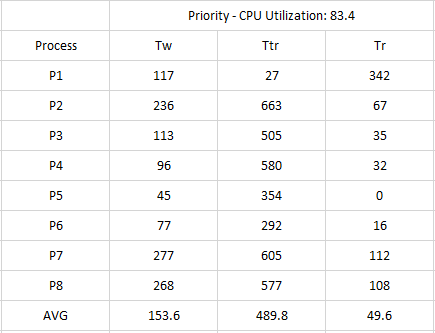 Priority - CPU Utilization: 83.4
Process Tw Ttr Tr
P1 117 27 342
P2 236 663 67
P3 113 505 35
P4 96 580 32
P5 45 354 0
P6 77 292 16
P7 277 605 112
P8 268 577 108
AVG 153.6 489.8 49.6